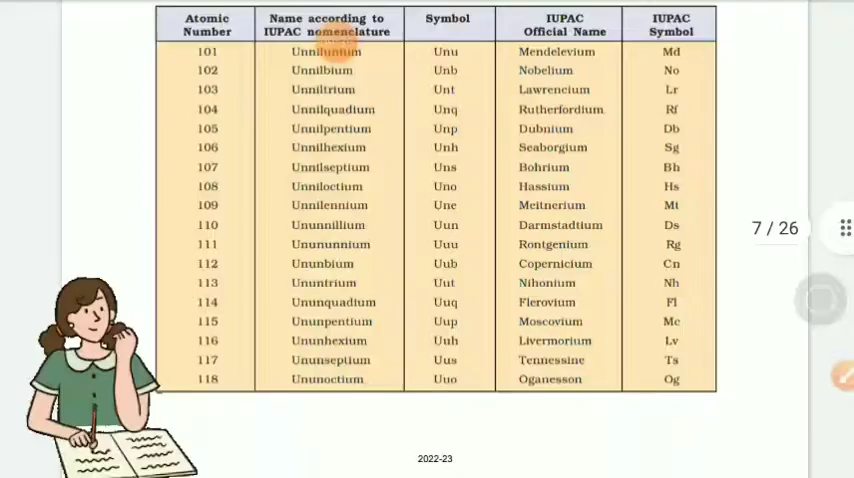 Atomic Number | Name according to IUPAC nomenclature | Symbol | IUPAC Official Name | IUPAC Symbol
101 Unnilunium Unu Mendelevium Md
102 Unnilbium Unb Nobelium No
103 Unniltrium Unt Lawrencium Lr
104 Unnilquadium Unq Rutherfordium Rf
105 Unnilpentium Unp Dubnium Db
106 Unnilhexium Unh Seaborgium Sg
107 Unnilseptium Uns Bohrium Bh
108 Unniloctium Uno Hassium Hs
109 Unnilennium Une Meitnerium Mt
110 Ununnillium Uun Darmstadtium Ds
111 Unununnium Uuu Rontgenium Rg
112 Ununbium Uub Copernicium Cn
113 Ununtrium Uut Nihonium Nh
114 Ununquadium Uuq Flerovium Fl
115 Ununpentium Uup Moscovium Mc
116 Ununhexium Uuh Livermorium Lv
117 Ununseptium Uus Tennessine Ts
118 Ununoctium Uuo Oganesson Og
7 / 26
2022-23